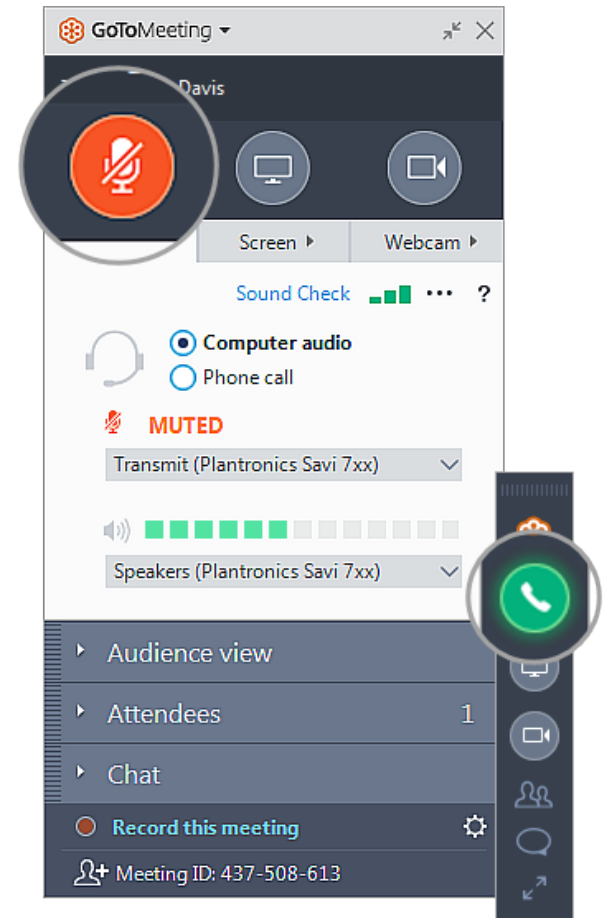 GoToMeeting
Davis
Screen
Webcam
Sound Check ... ?
Computer audio
Phone call
MUTED
Transmit (Plantronics Savi 7xx)
Speakers (Plantronics Savi 7xx)
Audience view
Attendees 1
Chat
Record this meeting
Meeting ID: 437-508-613